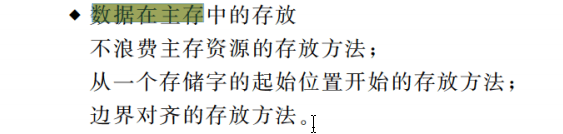 ◆ 数据在主存中的存放
不浪费主存资源的存放方法；
从一个存储字的起始位置开始的存放方法；
边界对齐的存放方法。